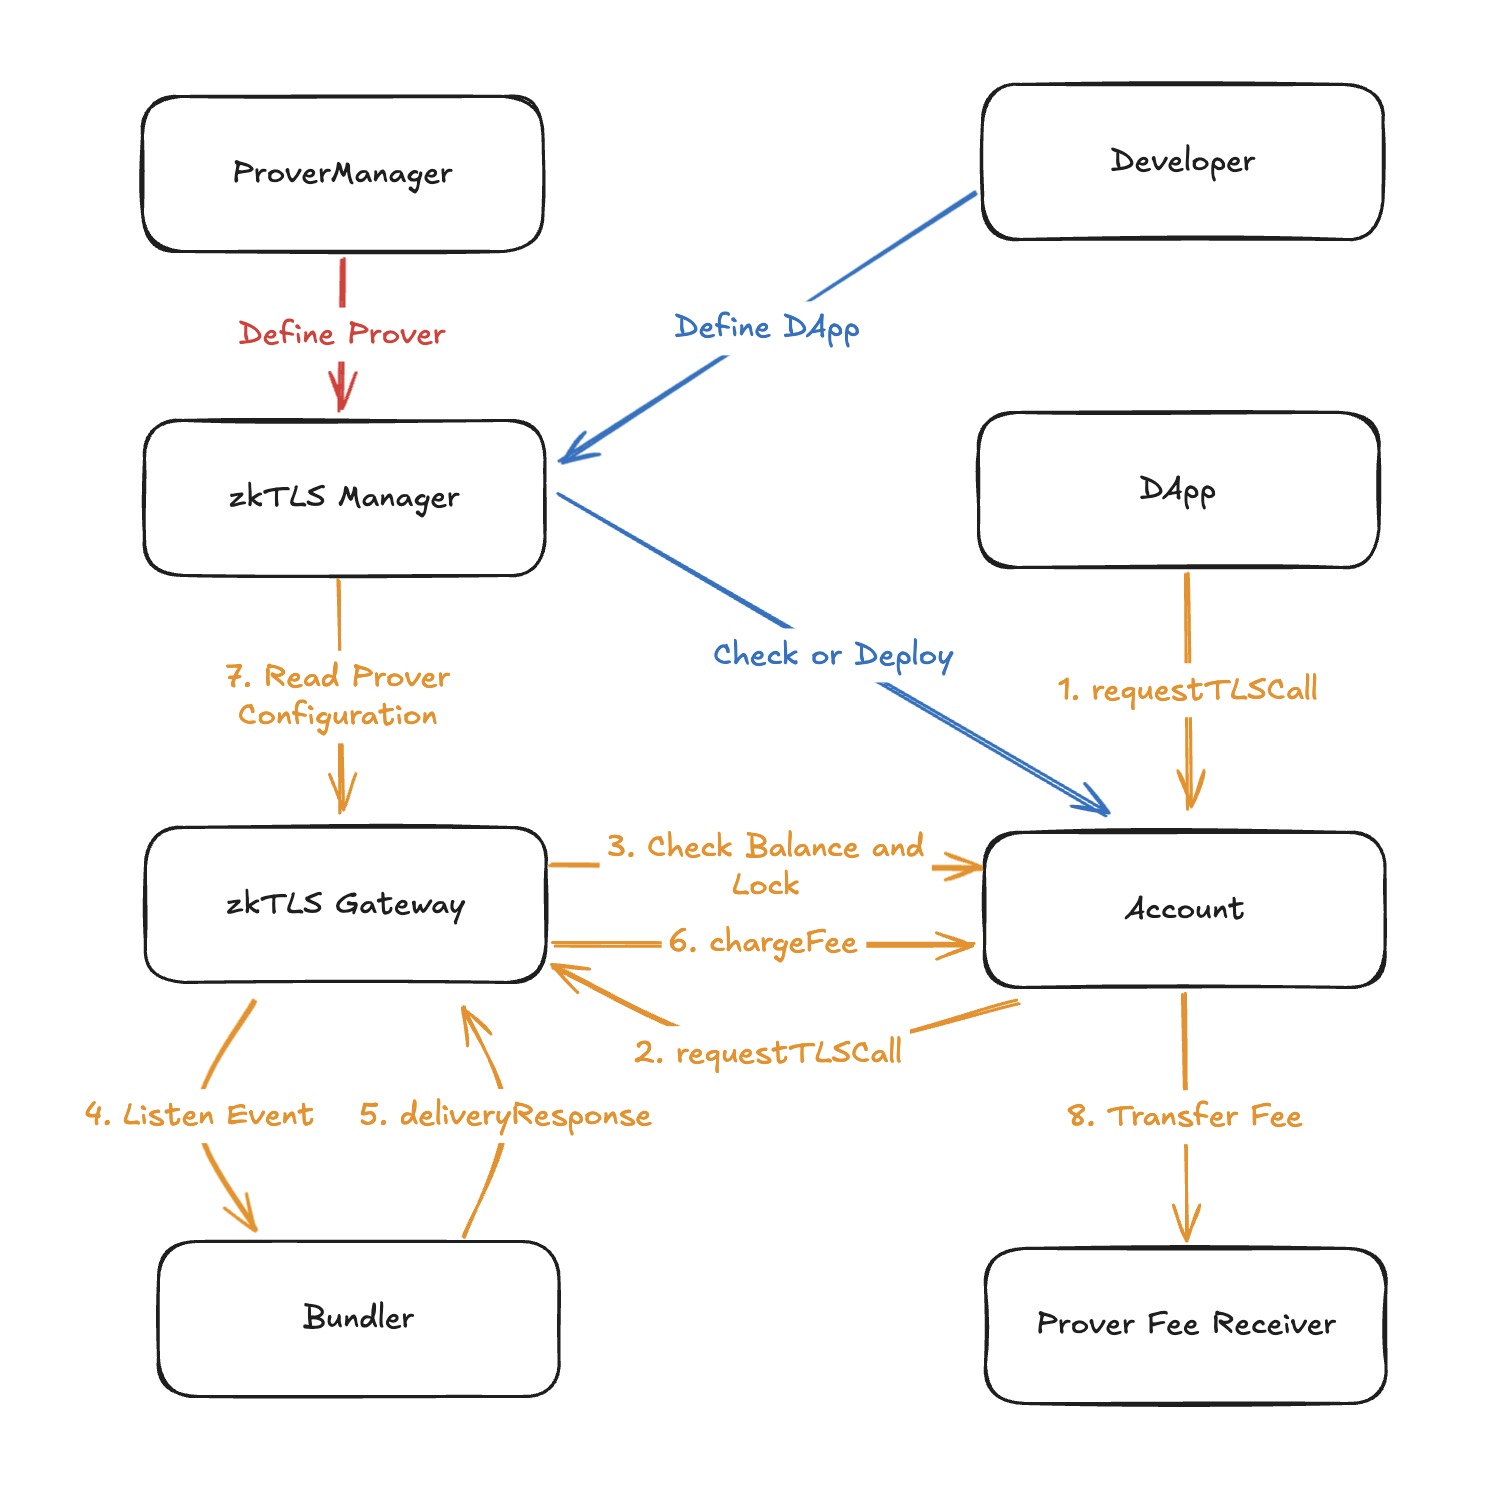 ProverManager
Developer
Define Prover
Define DApp
zkTLS Manager
DApp
Check or Deploy
7. Read Prover
Configuration
1. requestTLSCall
zkTLS Gateway
3. Check Balance and
Lock
6. chargeFee
Account
2. requestTLSCall
4. Listen Event
5. deliveryResponse
8. Transfer Fee
Bundler
Prover Fee Receiver